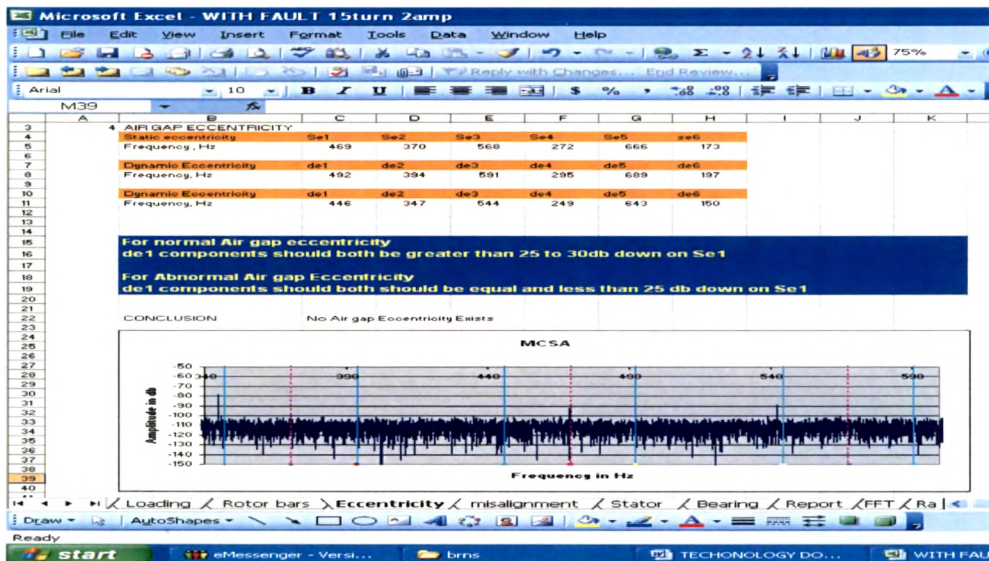 Microsoft Excel - WITH FAULT 15turn 2amp
File Edit View Insert Format Tools Data Window Help
75%
Reply with Changes... End Review...
Arial 10 B I U $ % ,
M39 fx
A B C D E F G H I J K
3 4 AIR GAP ECCENTRICITY
4 Static eccentricity Se1 Se2 Se3 Se4 Se5 se6
5 Frequency, Hz 469 370 568 272 666 173
6
7 Dynamic Eccentricity de1 de2 de3 de4 de5 de6
8 Frequency, Hz 492 394 591 295 689 197
9
10 Dynamic Eccentricity de1 de2 de3 de4 de5 de6
11 Frequency, Hz 446 347 544 249 643 150
12
13
14
15 For normal Air gap eccentricity
16 de1 components should both be greater than 25 to 30db down on Se1
17
18 For Abnormal Air gap Eccentricity
19 de1 components should both should be equal and less than 25 db down on Se1
20
21
22 CONCLUSION No Air gap Eccentricity Exists
23
24
25 MCSA
26
27 -50
28 -60 340 390 440 490 540 590
29 -70
30 -80
31 -90
32 -100
33 -110
34 -120
35 -130
36 -140
37 -150
Amplitude in db
38
39 Frequency in Hz
40
Loading Rotor bars Eccentricity misalignment Stator Bearing Report FFT Ra
Draw AutoShapes
Ready
start eMessenger - Versi... brns TECHONOLOGY DO... WITH FAU